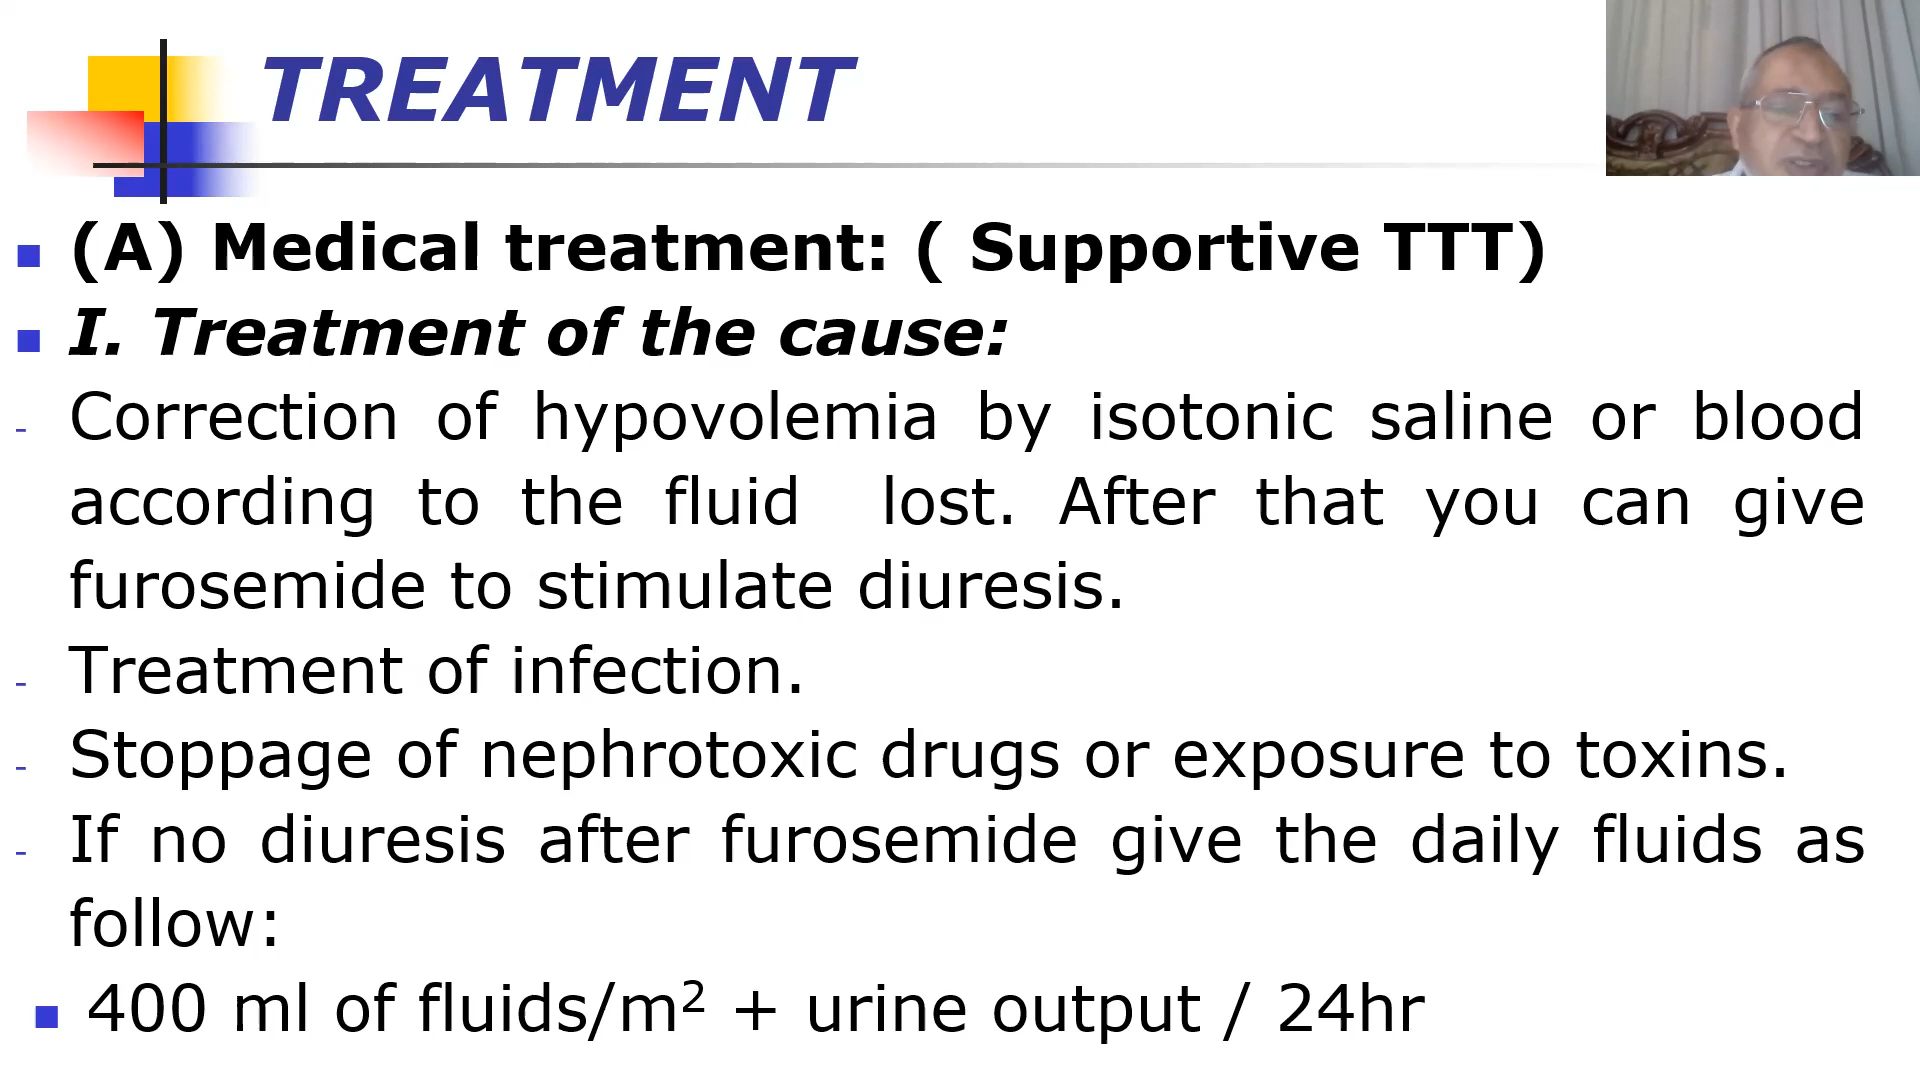 TREATMENT
(A) Medical treatment: ( Supportive TTT)
I. Treatment of the cause:
- Correction of hypovolemia by isotonic saline or blood
according to the fluid lost. After that you can give
furosemide to stimulate diuresis.
- Treatment of infection.
- Stoppage of nephrotoxic drugs or exposure to toxins.
- If no diuresis after furosemide give the daily fluids as
follow:
400 ml of fluids/m² + urine output / 24hr